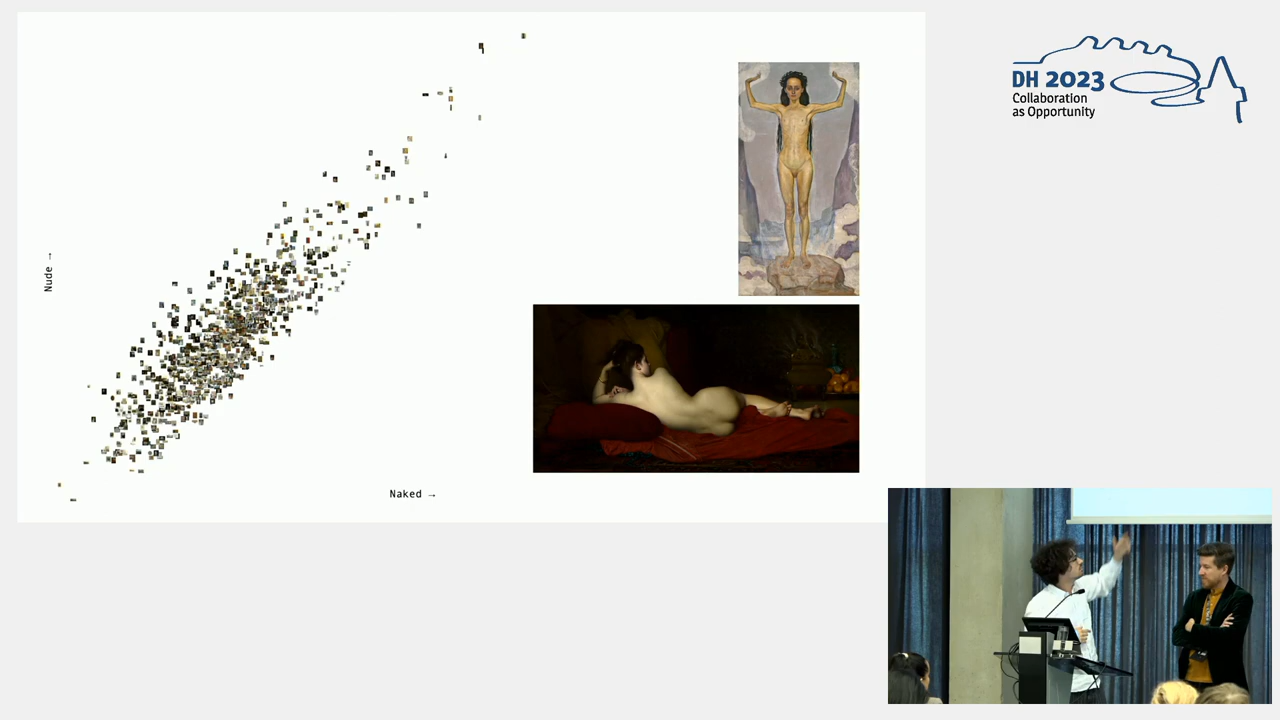 Nude →
Naked →
DH 2023
Collaboration
as Opportunity